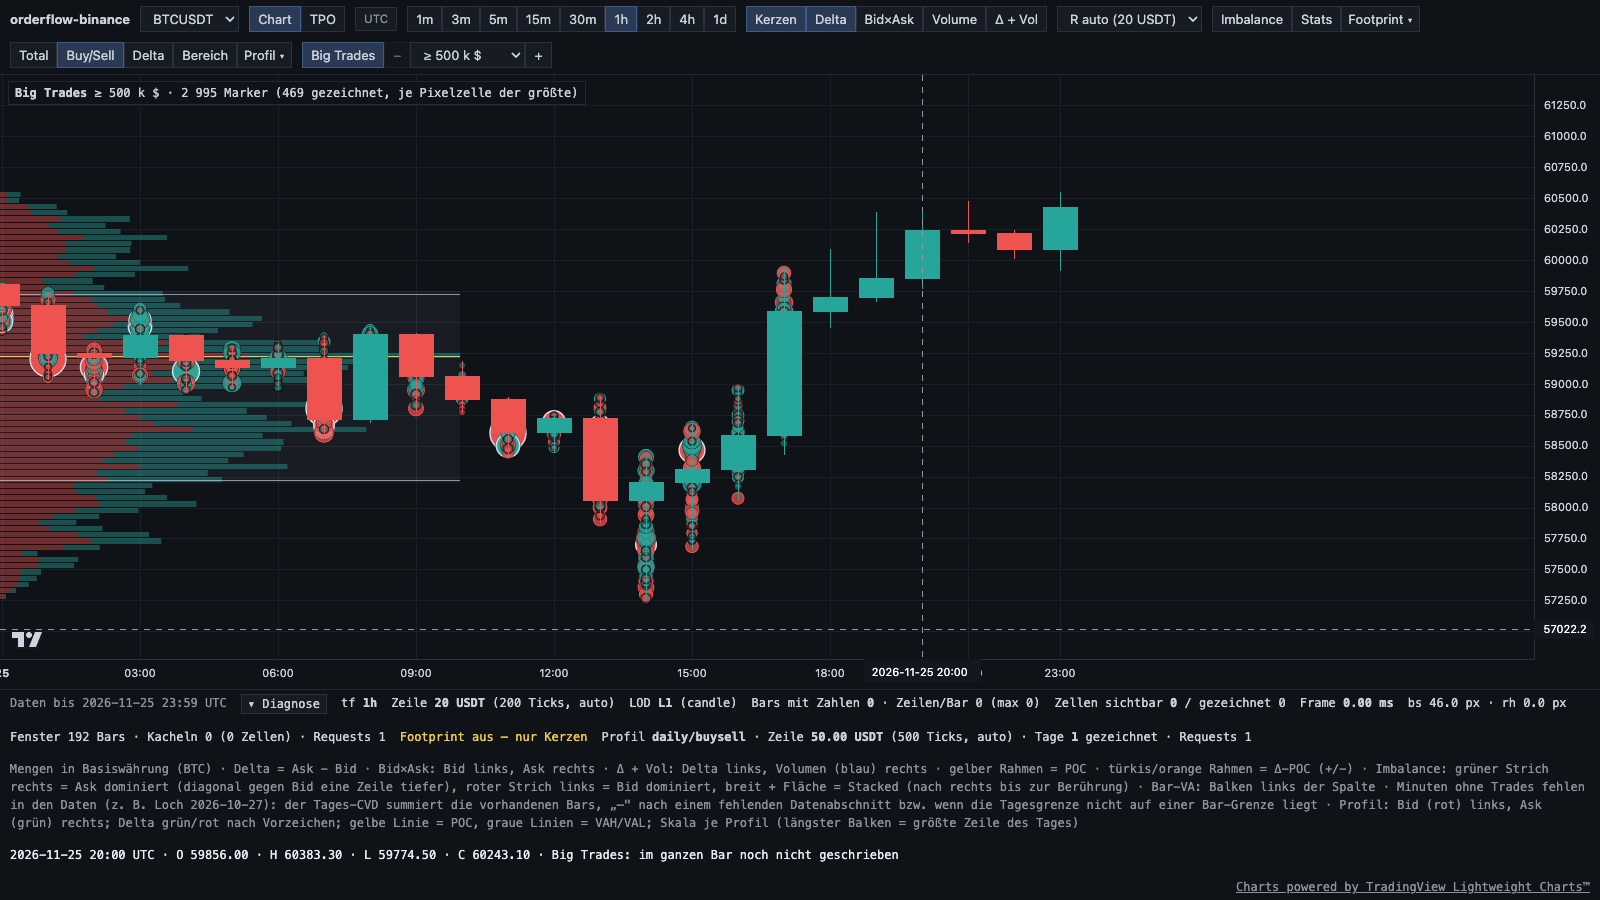 orderflow-binance BTCUSDT Chart TPO UTC 1m 3m 5m 15m 30m 1h 2h 4h 1d Kerzen Delta Bid×Ask Volume Δ + Vol R auto (20 USDT) Imbalance Stats Footprint ▾
Total Buy/Sell Delta Bereich Profil ▾ Big Trades – ≥ 500 k $ +
Big Trades ≥ 500 k $ · 2 995 Marker (469 gezeichnet, je Pixelzelle der größte)
61250.0
61000.0
60750.0
60500.0
60250.0
60000.0
59750.0
59500.0
59250.0
59000.0
58750.0
58500.0
58250.0
58000.0
57750.0
57500.0
57250.0
57022.2
25 03:00 06:00 09:00 12:00 15:00 18:00 2026-11-25 20:00 23:00
Daten bis 2026-11-25 23:59 UTC ▾ Diagnose tf 1h Zeile 20 USDT (200 Ticks, auto) LOD L1 (candle) Bars mit Zahlen 0 · Zeilen/Bar 0 (max 0) Zellen sichtbar 0 / gezeichnet 0 Frame 0.00 ms bs 46.0 px · rh 0.0 px
Fenster 192 Bars · Kacheln 0 (0 Zellen) · Requests 1 Footprint aus – nur Kerzen Profil daily/buysell · Zeile 50.00 USDT (500 Ticks, auto) · Tage 1 gezeichnet · Requests 1
Mengen in Basiswährung (BTC) · Delta = Ask − Bid · Bid×Ask: Bid links, Ask rechts · Δ + Vol: Delta links, Volumen (blau) rechts · gelber Rahmen = POC · türkis/orange Rahmen = Δ-POC (+/−) · Imbalance: grüner Strich
rechts = Ask dominiert (diagonal gegen Bid eine Zeile tiefer), roter Strich links = Bid dominiert, breit + Fläche = Stacked (nach rechts bis zur Berührung) · Bar-VA: Balken links der Spalte · Minuten ohne Trades fehlen
in den Daten (z. B. Loch 2026-10-27): der Tages-CVD summiert die vorhandenen Bars, „–" nach einem fehlenden Datenabschnitt bzw. wenn die Tagesgrenze nicht auf einer Bar-Grenze liegt · Profil: Bid (rot) links, Ask
(grün) rechts; Delta grün/rot nach Vorzeichen; gelbe Linie = POC, graue Linien = VAH/VAL; Skala je Profil (längster Balken = größte Zeile des Tages)
2026-11-25 20:00 UTC · O 59856.00 · H 60383.30 · L 59774.50 · C 60243.10 · Big Trades: im ganzen Bar noch nicht geschrieben
Charts powered by TradingView Lightweight Charts™